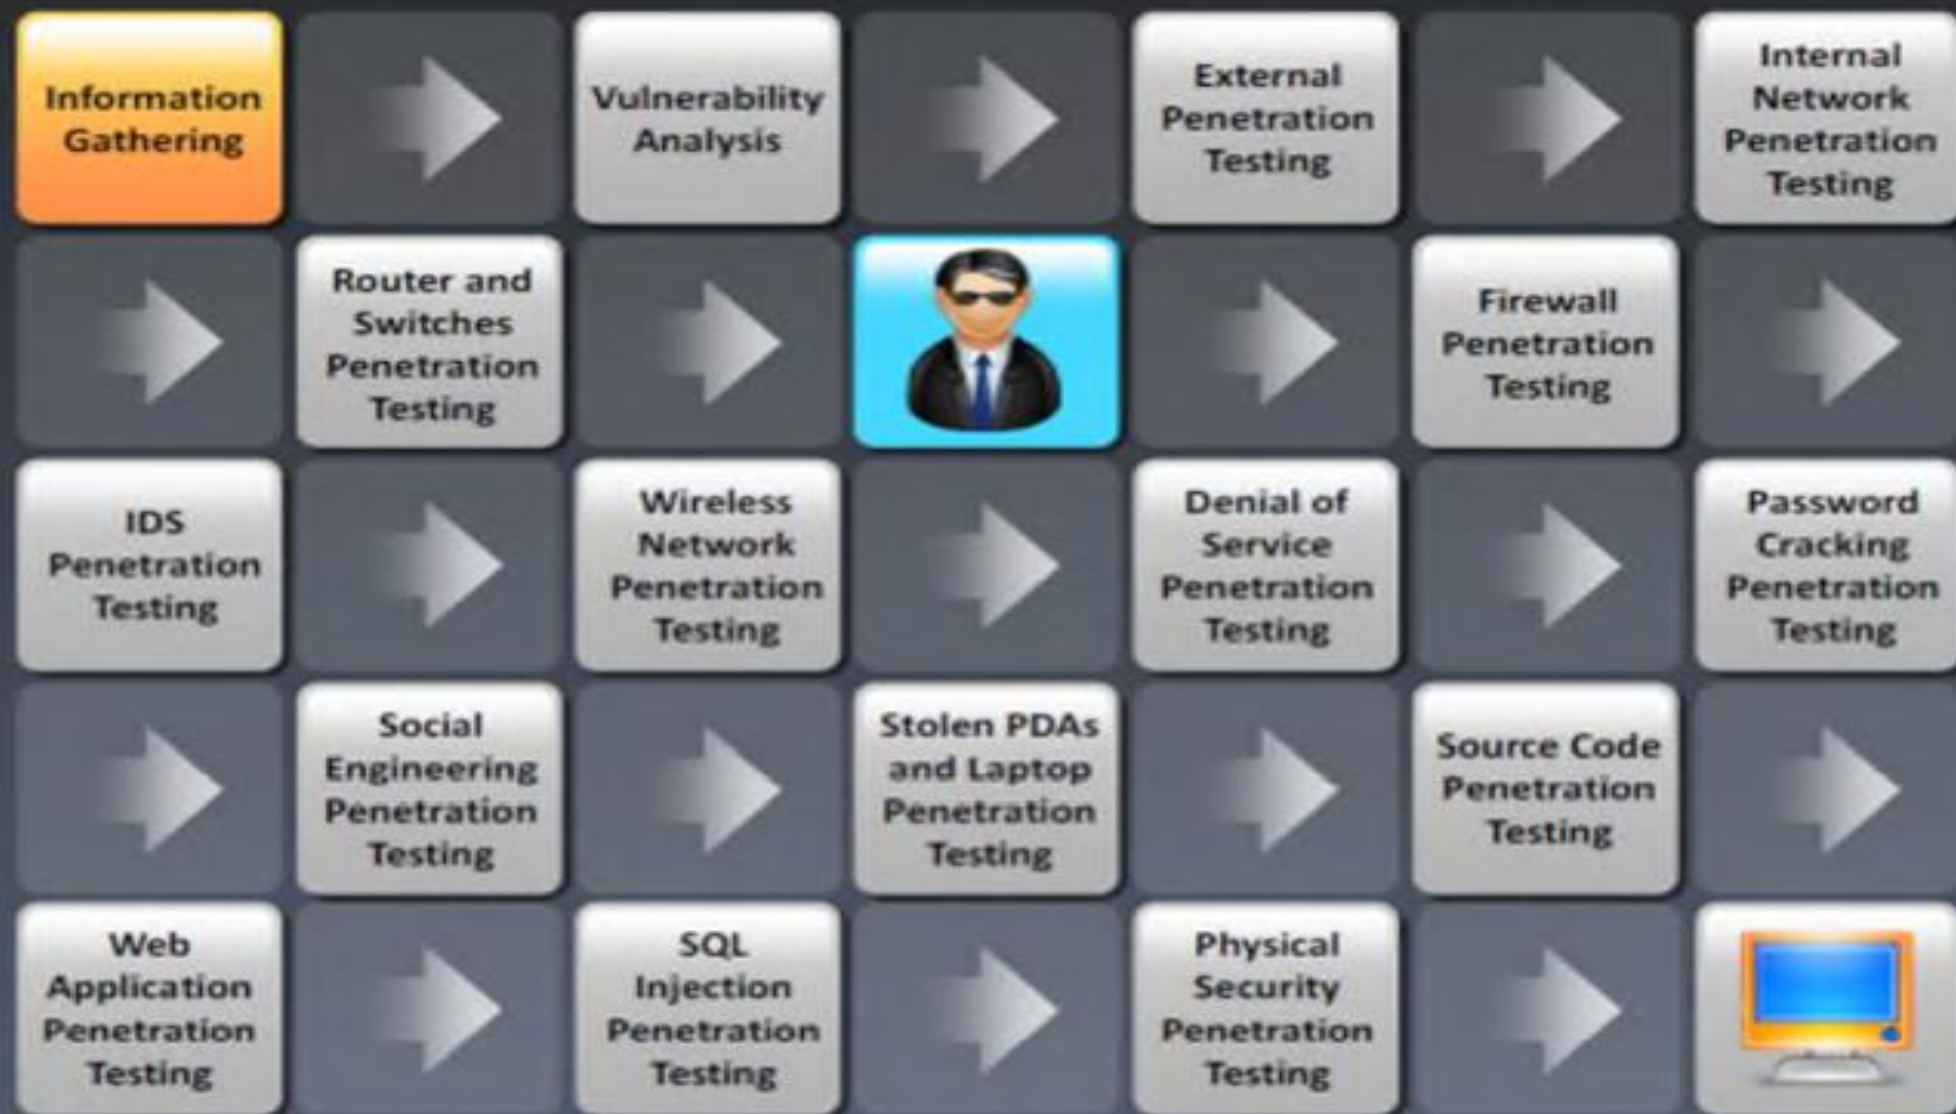 Information
Gathering
Vulnerability
Analysis
External
Penetration
Testing
Internal
Network
Penetration
Testing
Router and
Switches
Penetration
Testing
Firewall
Penetration
Testing
IDS
Penetration
Testing
Wireless
Network
Penetration
Testing
Denial of
Service
Penetration
Testing
Password
Cracking
Penetration
Testing
Social
Engineering
Penetration
Testing
Stolen PDAs
and Laptop
Penetration
Testing
Source Code
Penetration
Testing
Web
Application
Penetration
Testing
SQL
Injection
Penetration
Testing
Physical
Security
Penetration
Testing